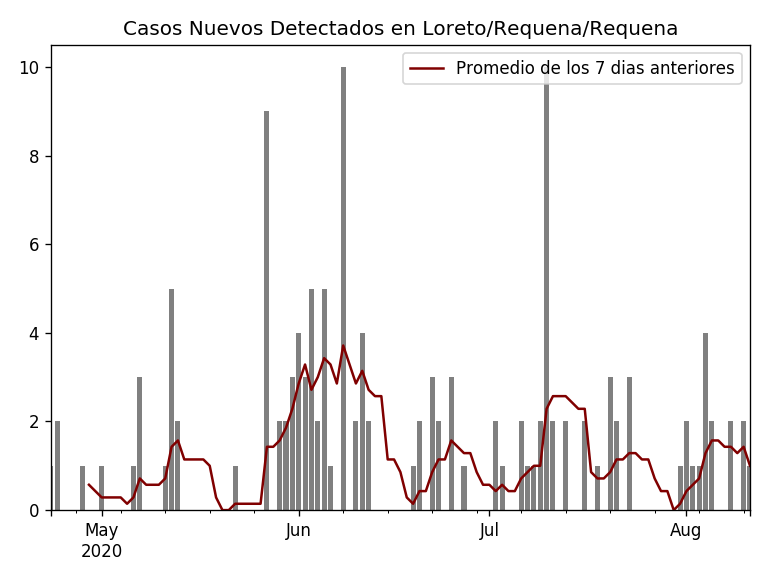 Casos Nuevos Detectados en Loreto/Requena/Requena
Promedio de los 7 dias anteriores
10
8
6
4
2
0
May Jun Jul Aug
2020